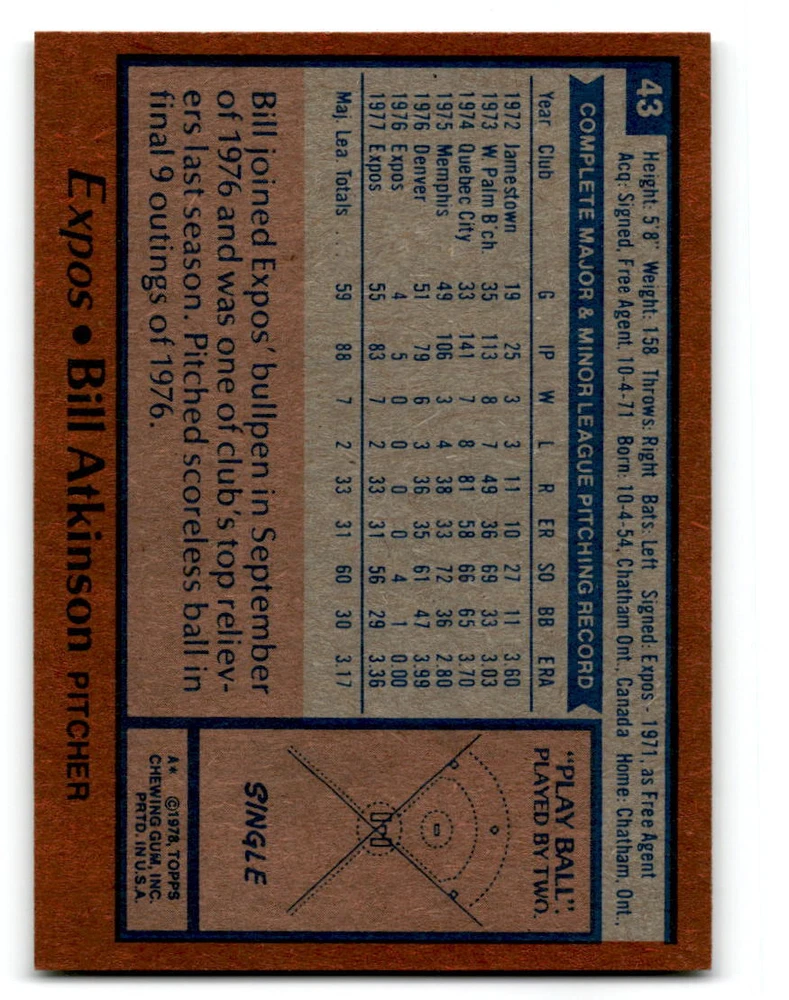 43
Height: 5'8" Weight: 158 Throws: Right Bats: Left Signed: Expos - 1971, as Free Agent
Acq: Signed, Free Agent, 10-4-71 Born: 10-4-54, Chatham Ont., Canada Home: Chatham, Ont.,
COMPLETE MAJOR & MINOR LEAGUE PITCHING RECORD
Year Club G IP W L R ER SO BB ERA
1972 Jamestown 19 25 3 3 11 10 27 11 3.60
1973 W. Palm B'ch. 35 113 8 7 49 36 69 33 3.03
1974 Quebec City 33 141 7 8 81 58 66 65 3.70
1975 Memphis 49 106 3 4 38 33 72 36 2.80
1976 Denver 51 79 6 3 36 35 61 47 3.99
1976 Expos 4 5 0 0 0 0 4 1 0.00
1977 Expos 55 83 7 2 33 31 56 29 3.36
Maj. Lea. Totals .... 59 88 7 2 33 31 60 30 3.17
Bill joined Expos' bullpen in September
of 1976 and was one of club's top reliev-
ers last season. Pitched scoreless ball in
final 9 outings of 1976.
"PLAY BALL".
PLAYED BY TWO.
SINGLE
A* ©1978, TOPPS
CHEWING GUM, INC.
PRTD. IN U.S.A.
Expos • Bill Atkinson PITCHER